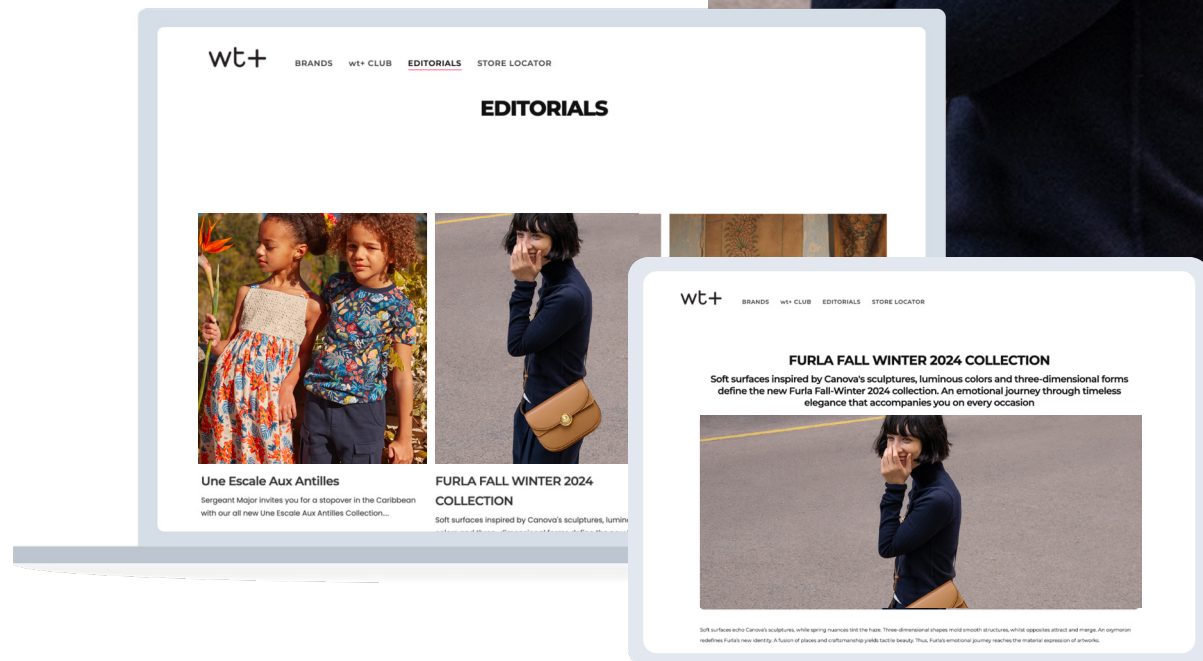 wt+
BRANDS wt+ CLUB EDITORIALS STORE LOCATOR
EDITORIALS
Une Escale Aux Antilles
Sergeant Major invites you for a stopover in the Caribbean
with our all new Une Escale Aux Antilles Collection...
FURLA FALL WINTER 2024
COLLECTION
Soft surfaces inspired by Canova's sculptures,
wt+
BRANDS wt+ CLUB EDITORIALS STORE LOCATOR
FURLA FALL WINTER 2024 COLLECTION
Soft surfaces inspired by Canova's sculptures, luminous colors and three-dimensional forms
define the new Furla Fall-Winter 2024 collection. An emotional journey through timeless
elegance that accompanies you on every occasion
Soft surfaces echo Canova's sculptures, while spring nuances tint the haze. Three-dimensional shapes mold smooth structures, whilst opposites attract and merge. An oxymoron
redefines Furla's new identity. A fusion of places and craftsmanship yields tactile beauty. Thus, Furla's emotional journey reaches the material expression of artworks.